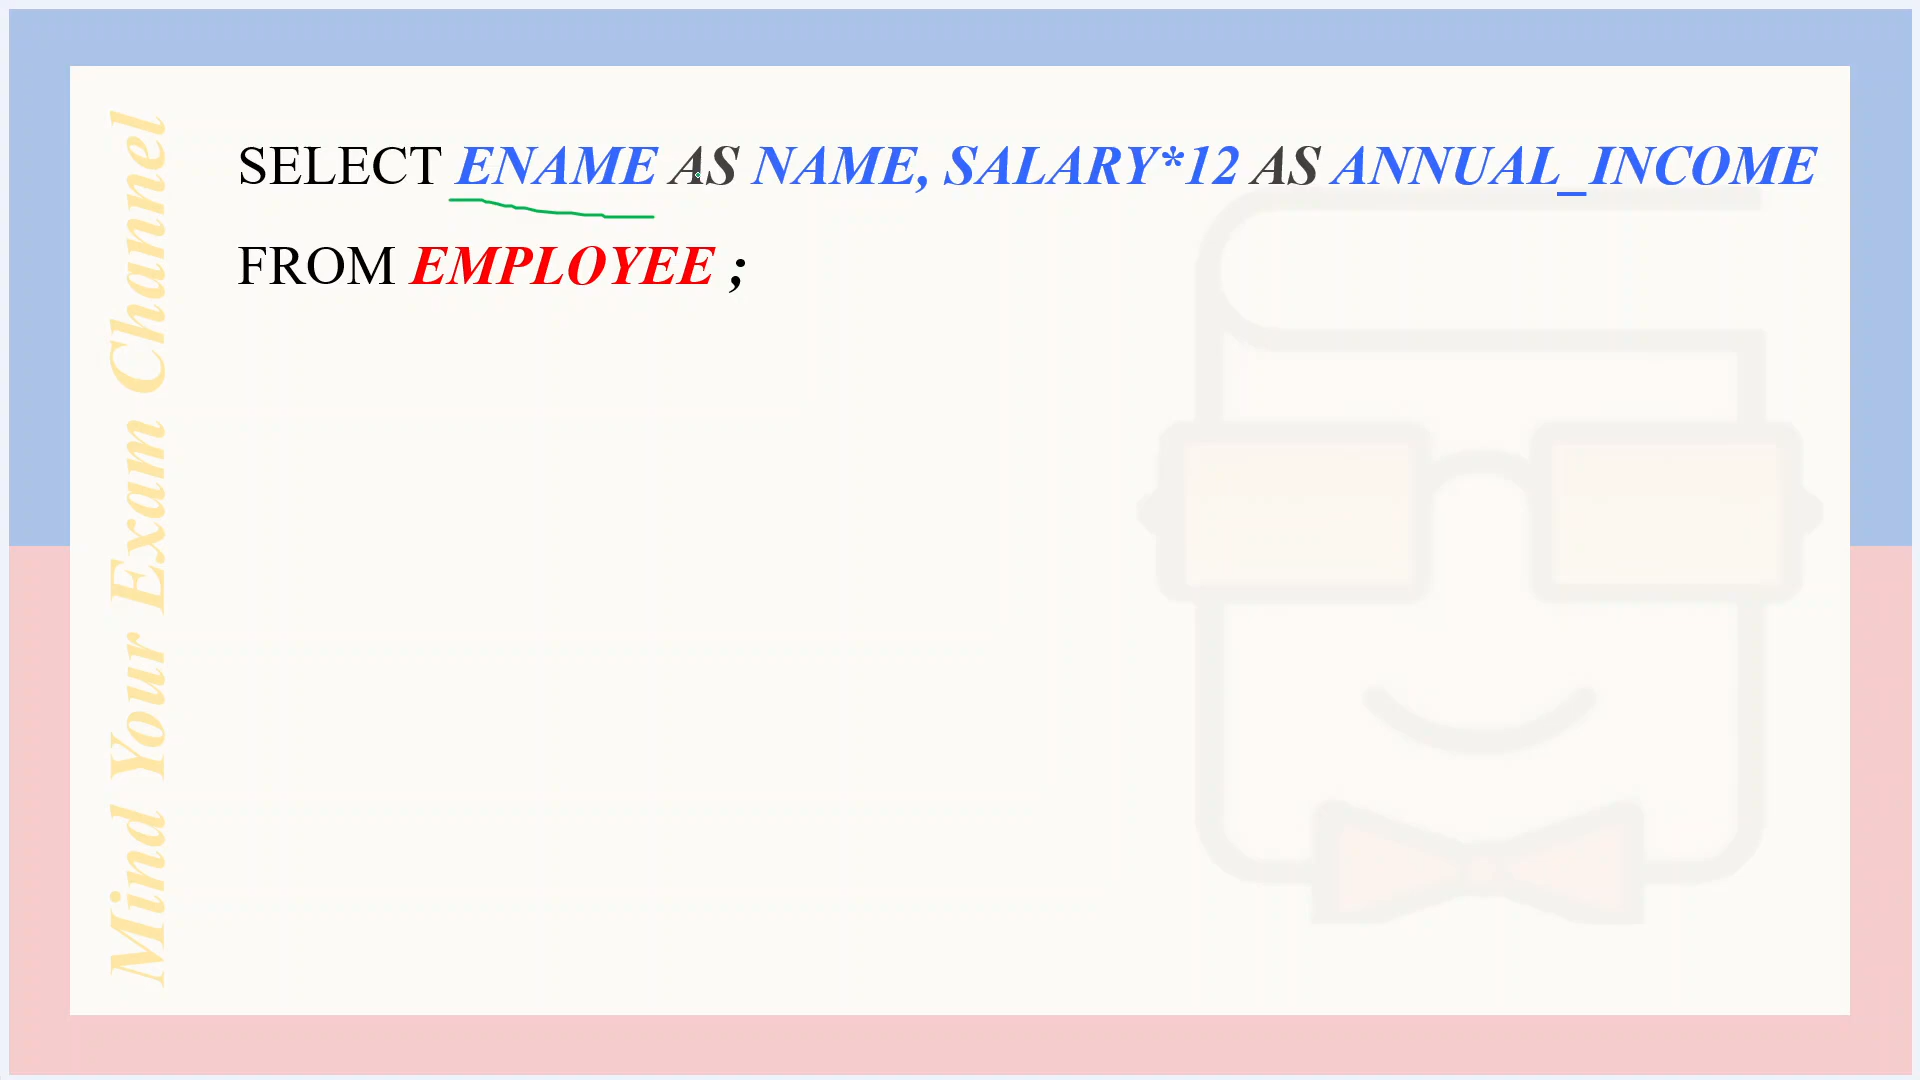 SELECT ENAME AS NAME, SALARY*12 AS ANNUAL_INCOME
FROM EMPLOYEE ;
Mind Your Exam Channel